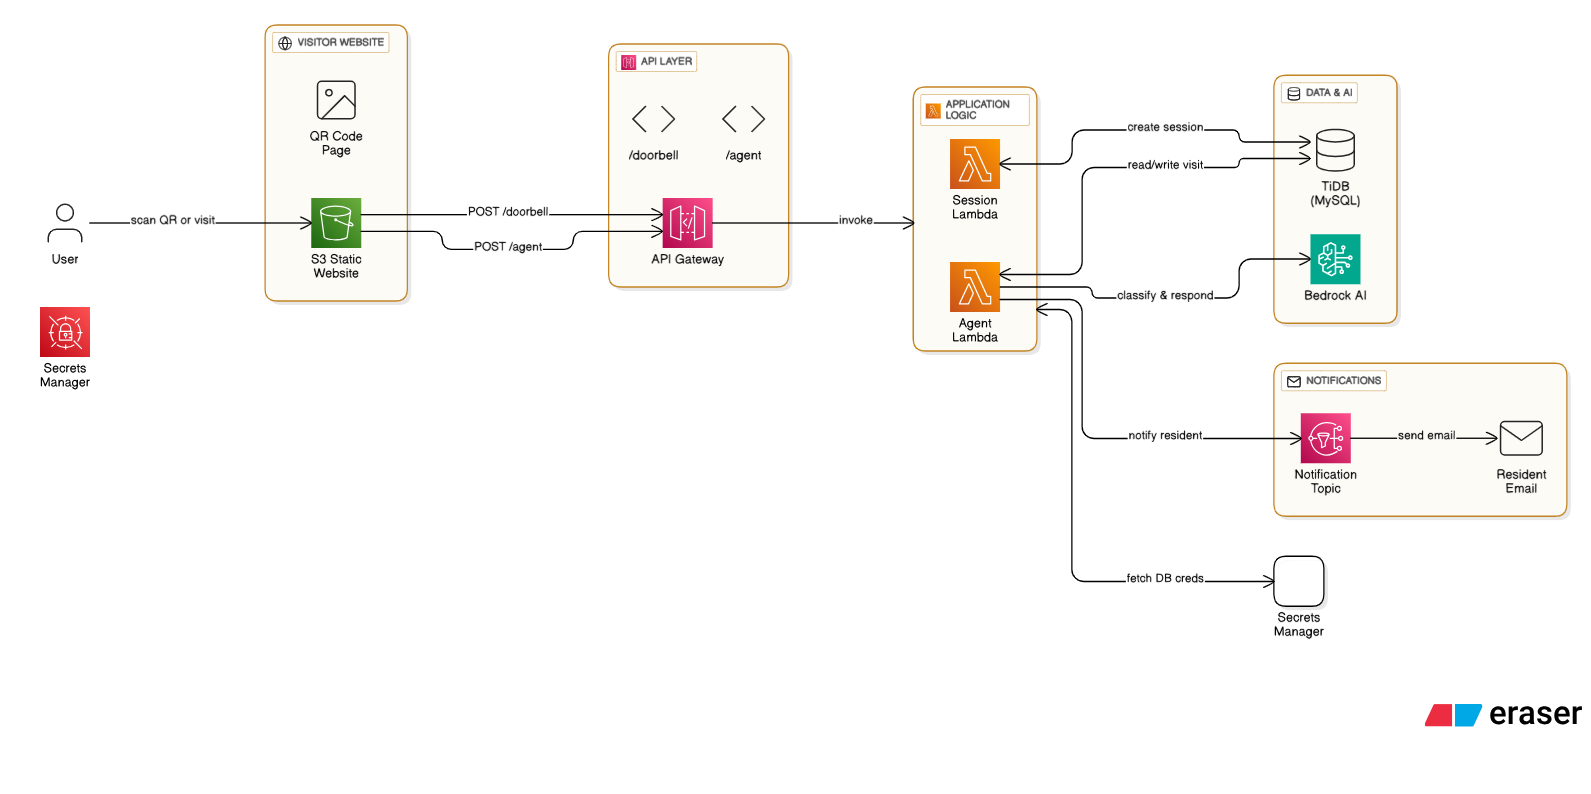 VISITOR WEBSITE
QR Code
Page
scan QR or visit
User
S3 Static
Website
Secrets
Manager
POST /doorbell
POST /agent
API LAYER
/doorbell
/agent
API Gateway
invoke
APPLICATION
LOGIC
Session
Lambda
Agent
Lambda
create session
read/write visit
classify & respond
notify resident
fetch DB creds
DATA & AI
TiDB
(MySQL)
Bedrock AI
NOTIFICATIONS
Notification
Topic
send email
Resident
Email
Secrets
Manager
eraser